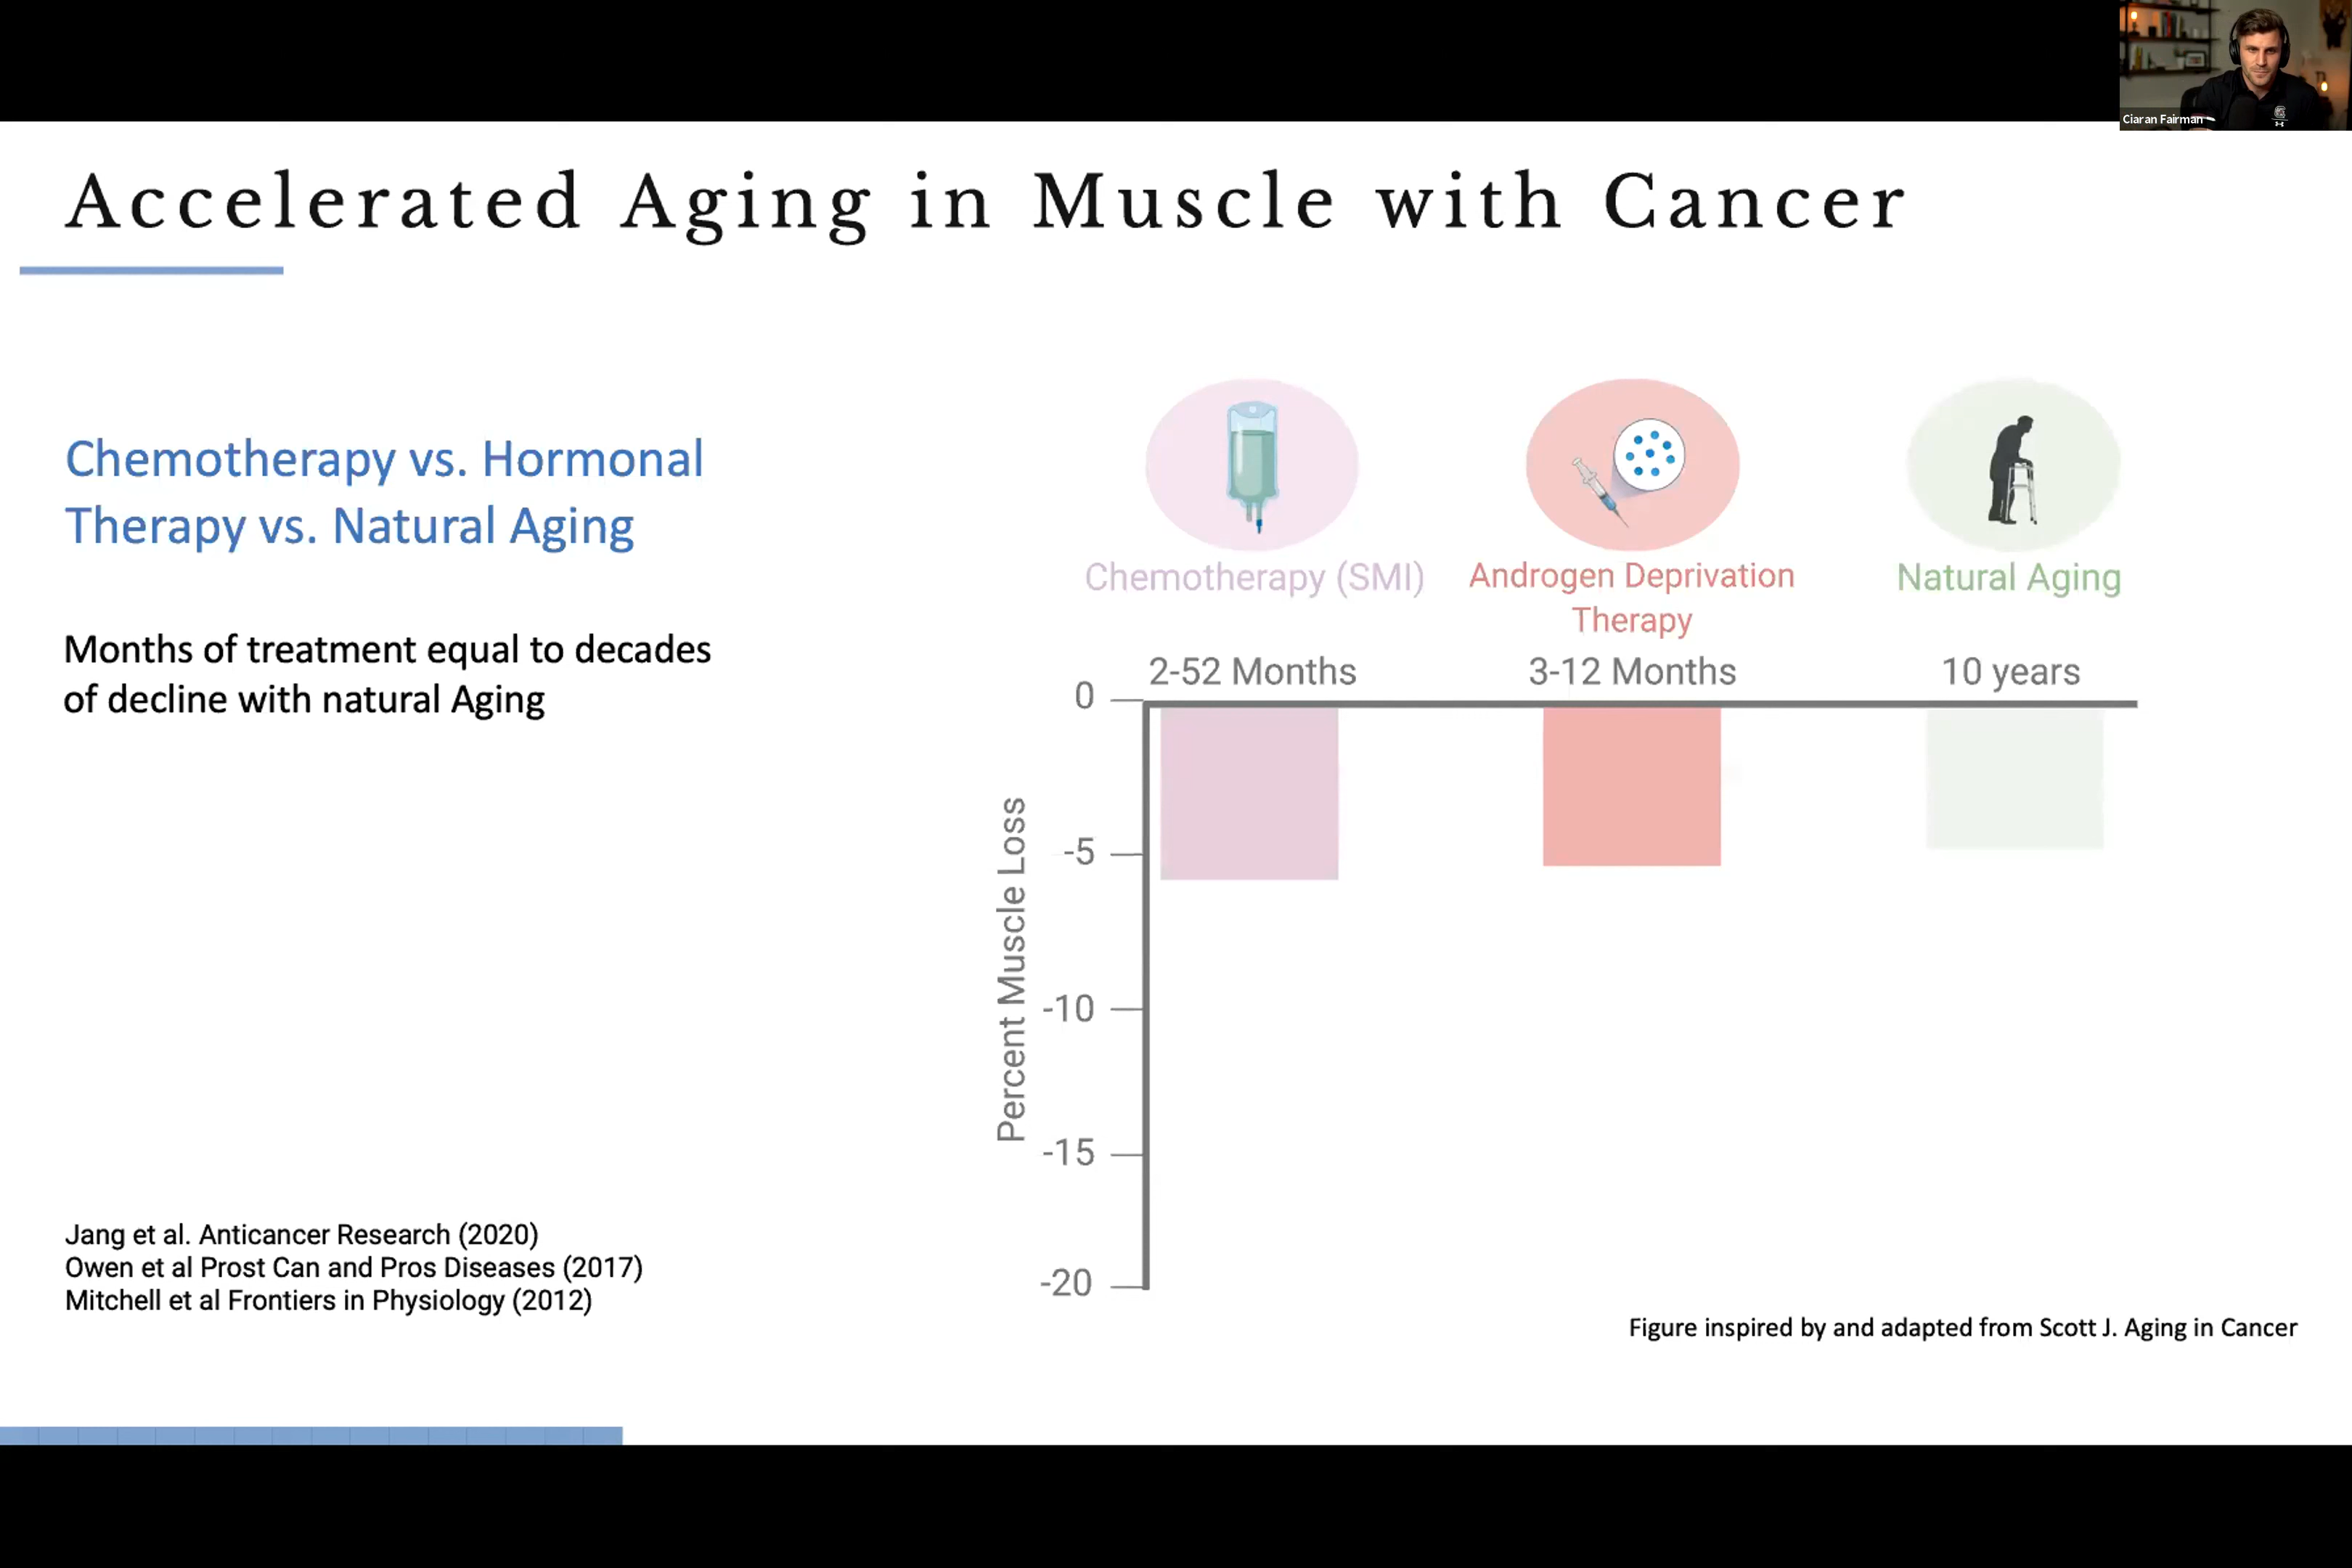 Ciaran Fairman
Accelerated Aging in Muscle with Cancer
Chemotherapy vs. Hormonal
Therapy vs. Natural Aging
Months of treatment equal to decades
of decline with natural Aging
Jang et al. Anticancer Research (2020)
Owen et al Prost Can and Pros Diseases (2017)
Mitchell et al Frontiers in Physiology (2012)
Chemotherapy (SMI)
Androgen Deprivation
Therapy
Natural Aging
2-52 Months
3-12 Months
10 years
Percent Muscle Loss
0
-5
-10
-15
-20
Figure inspired by and adapted from Scott J. Aging in Cancer